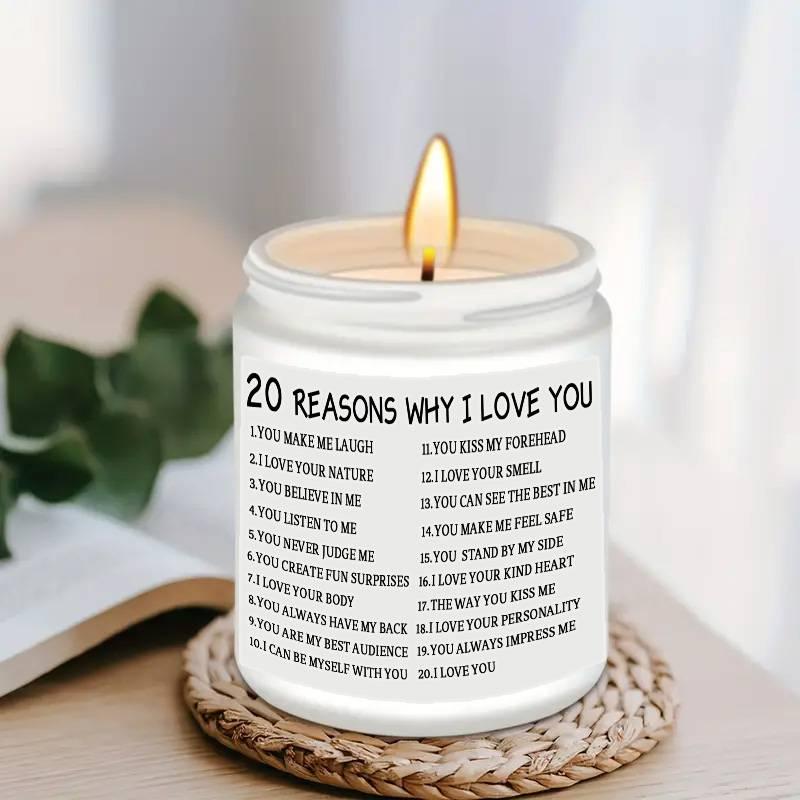 20 REASONS WHY I LOVE YOU
1.YOU MAKE ME LAUGH
2.I LOVE YOUR NATURE
3.YOU BELIEVE IN ME
4.YOU LISTEN TO ME
5.YOU NEVER JUDGE ME
6.YOU CREATE FUN SURPRISES
7.I LOVE YOUR BODY
8.YOU ALWAYS HAVE MY BACK
9.YOU ARE MY BEST AUDIENCE
10.I CAN BE MYSELF WITH YOU
11.YOU KISS MY FOREHEAD
12.I LOVE YOUR SMELL
13.YOU CAN SEE THE BEST IN ME
14.YOU MAKE ME FEEL SAFE
15.YOU STAND BY MY SIDE
16.I LOVE YOUR KIND HEART
17.THE WAY YOU KISS ME
18.I LOVE YOUR PERSONALITY
19.YOU ALWAYS IMPRESS ME
20.I LOVE YOU